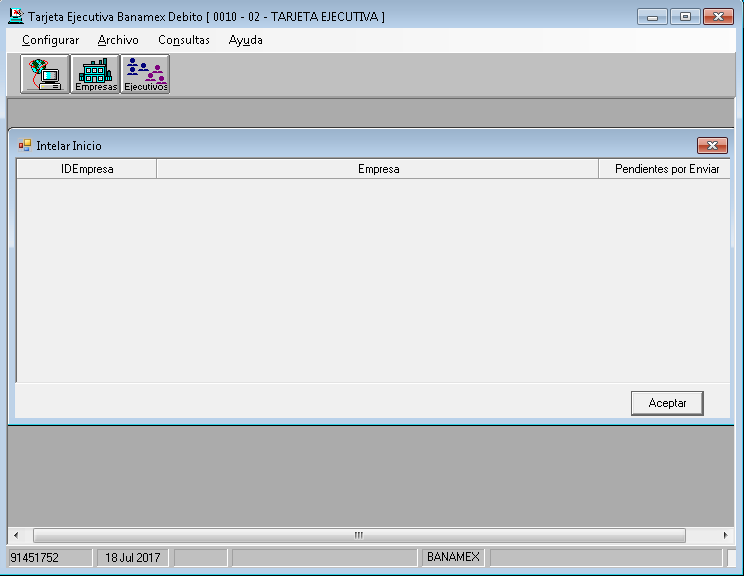 Tarjeta Ejecutiva Banamex Debito [ 0010 - 02 - TARJETA EJECUTIVA ]
Configurar Archivo Consultas Ayuda
Empresas Ejecutivos
Intelar Inicio
IDEmpresa Empresa Pendientes por Enviar
Aceptar
91451752 18 Jul 2017 BANAMEX